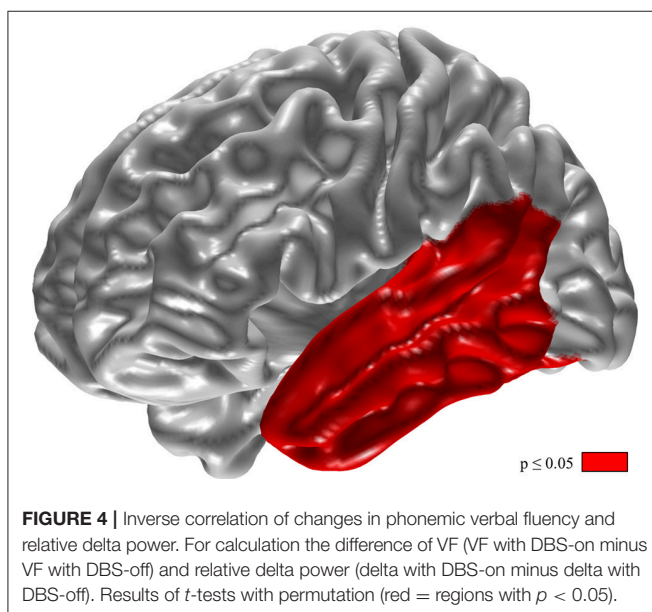 p ≤ 0.05
FIGURE 4 | Inverse correlation of changes in phonemic verbal fluency and
relative delta power. For calculation the difference of VF (VF with DBS-on minus
VF with DBS-off) and relative delta power (delta with DBS-on minus delta with
DBS-off). Results of t-tests with permutation (red = regions with p < 0.05).